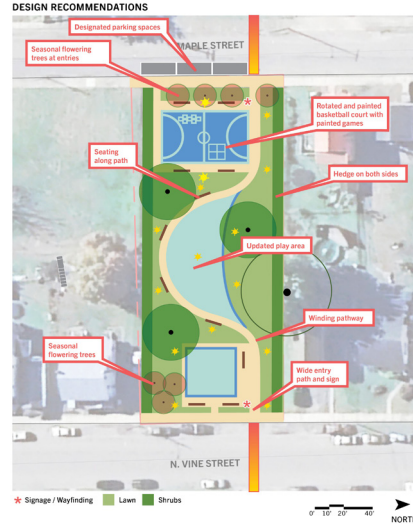 DESIGN RECOMMENDATIONS
Designated parking spaces
MAPLE STREET
Seasonal flowering
trees at entries
Rotated and painted
basketball court with
painted games
Seating
along path
Hedge on both sides
Updated play area
Winding pathway
Seasonal
flowering trees
Wide entry
path and sign
N. VINE STREET
* Signage / Wayfinding
Lawn
Shrubs
0' 10' 20' 40'
NORTH